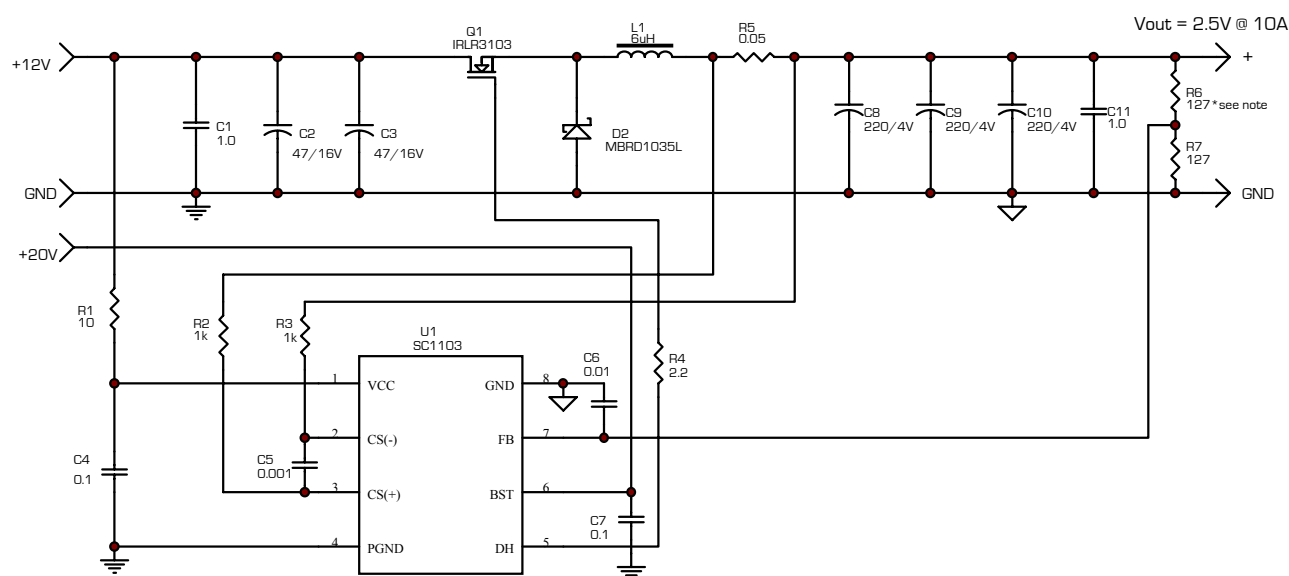 Vout = 2.5V @ 10A
Q1
IRLR3103
L1
6uH
R5
0.05
+12V
+
C1
1.0
C2
47/16V
C3
47/16V
D2
MBRD1035L
C8
220/4V
C9
220/4V
C10
220/4V
C11
1.0
R6
127*see note
R7
127
GND
GND
+20V
R1
10
R2
1k
R3
1k
U1
SC1103
C6
0.01
R4
2.2
1
VCC
GND
8
2
CS(-)
FB
7
C4
0.1
C5
0.001
3
CS(+)
BST
6
C7
0.1
4
PGND
DH
5